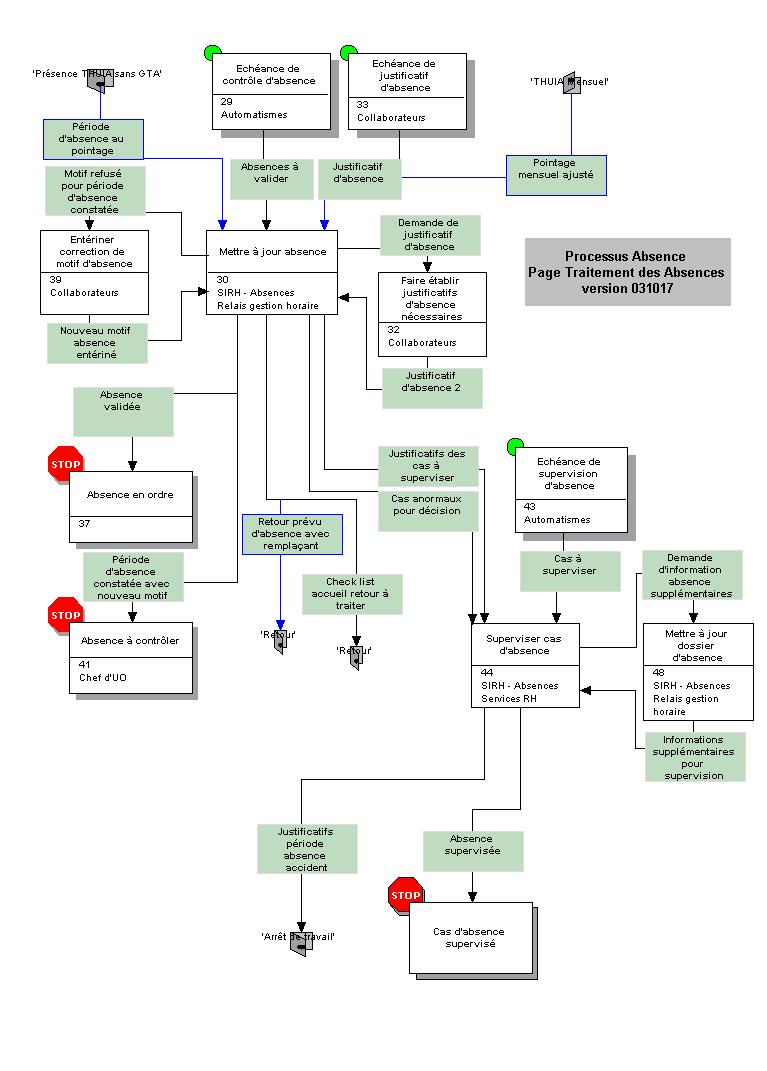 'Présence THUIA sans GTA'
Echéance de
contrôle d'absence
29
Automatismes
Echéance de
justificatif
d'absence
33
Collaborateurs
'THUIA mensuel'
Période
d'absence au
pointage
Absences à
valider
Justificatif
d'absence
Pointage
mensuel ajusté
Motif refusé
pour période
d'absence
constatée
Entériner
correction de
motif d'absence
39
Collaborateurs
Mettre à jour absence
30
SIRH - Absences
Relais gestion horaire
Demande de
justificatif
d'absence
Faire établir
justificatifs
d'absence
nécessaires
32
Collaborateurs
Processus Absence
Page Traitement des Absences
version 031017
Nouveau motif
absence
entériné
Justificatif
d'absence 2
Absence
validée
STOP
Absence en ordre
37
Justificatifs des
cas à
superviser
Cas anormaux
pour décision
Echéance de
supervision
d'absence
43
Automatismes
Retour prévu
d'absence avec
remplaçant
Période
d'absence
constatée avec
nouveau motif
Check list
accueil retour à
traiter
Cas à
superviser
Demande
d'information
absence
supplémentaires
STOP
Absence à contrôler
41
Chef d'UO
'Retour'
'Retour'
Superviser cas
d'absence
44
SIRH - Absences
Services RH
Mettre à jour
dossier
d'absence
48
SIRH - Absences
Relais gestion
horaire
Informations
supplémentaires
pour
supervision
Justificatifs
période
absence
accident
Absence
supervisée
STOP
'Arrêt de travail'
Cas d'absence
supervisé